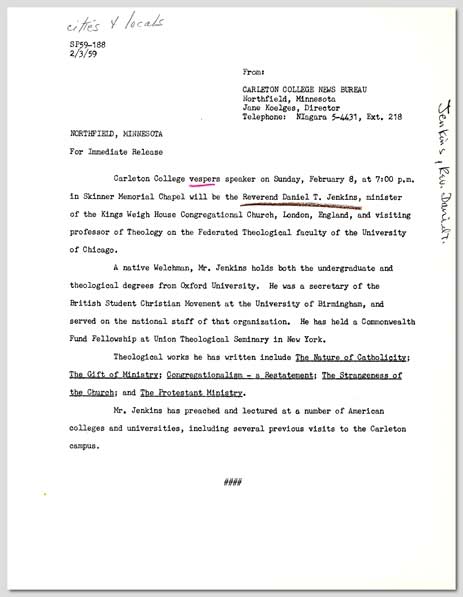 cities & locals
SP59-188
2/3/59
From:
CARLETON COLLEGE NEWS BUREAU
Northfield, Minnesota
Jane Koelges, Director
Telephone: NIagara 5-4431, Ext. 218
NORTHFIELD, MINNESOTA
For Immediate Release
Carleton College vespers speaker on Sunday, February 8, at 7:00 p.m.
in Skinner Memorial Chapel will be the Reverend Daniel T. Jenkins, minister
of the Kings Weigh House Congregational Church, London, England, and visiting
professor of Theology on the Federated Theological faculty of the University
of Chicago.
A native Welchman, Mr. Jenkins holds both the undergraduate and
theological degrees from Oxford University. He was a secretary of the
British Student Christian Movement at the University of Birmingham, and
served on the national staff of that organization. He has held a Commonwealth
Fund Fellowship at Union Theological Seminary in New York.
Theological works he has written include The Nature of Catholicity;
The Gift of Ministry; Congregationalism - a Restatement; The Strangeness of
the Church; and The Protestant Ministry.
Mr. Jenkins has preached and lectured at a number of American
colleges and universities, including several previous visits to the Carleton
campus.
####
Jenkins, Rev. Daniel T.